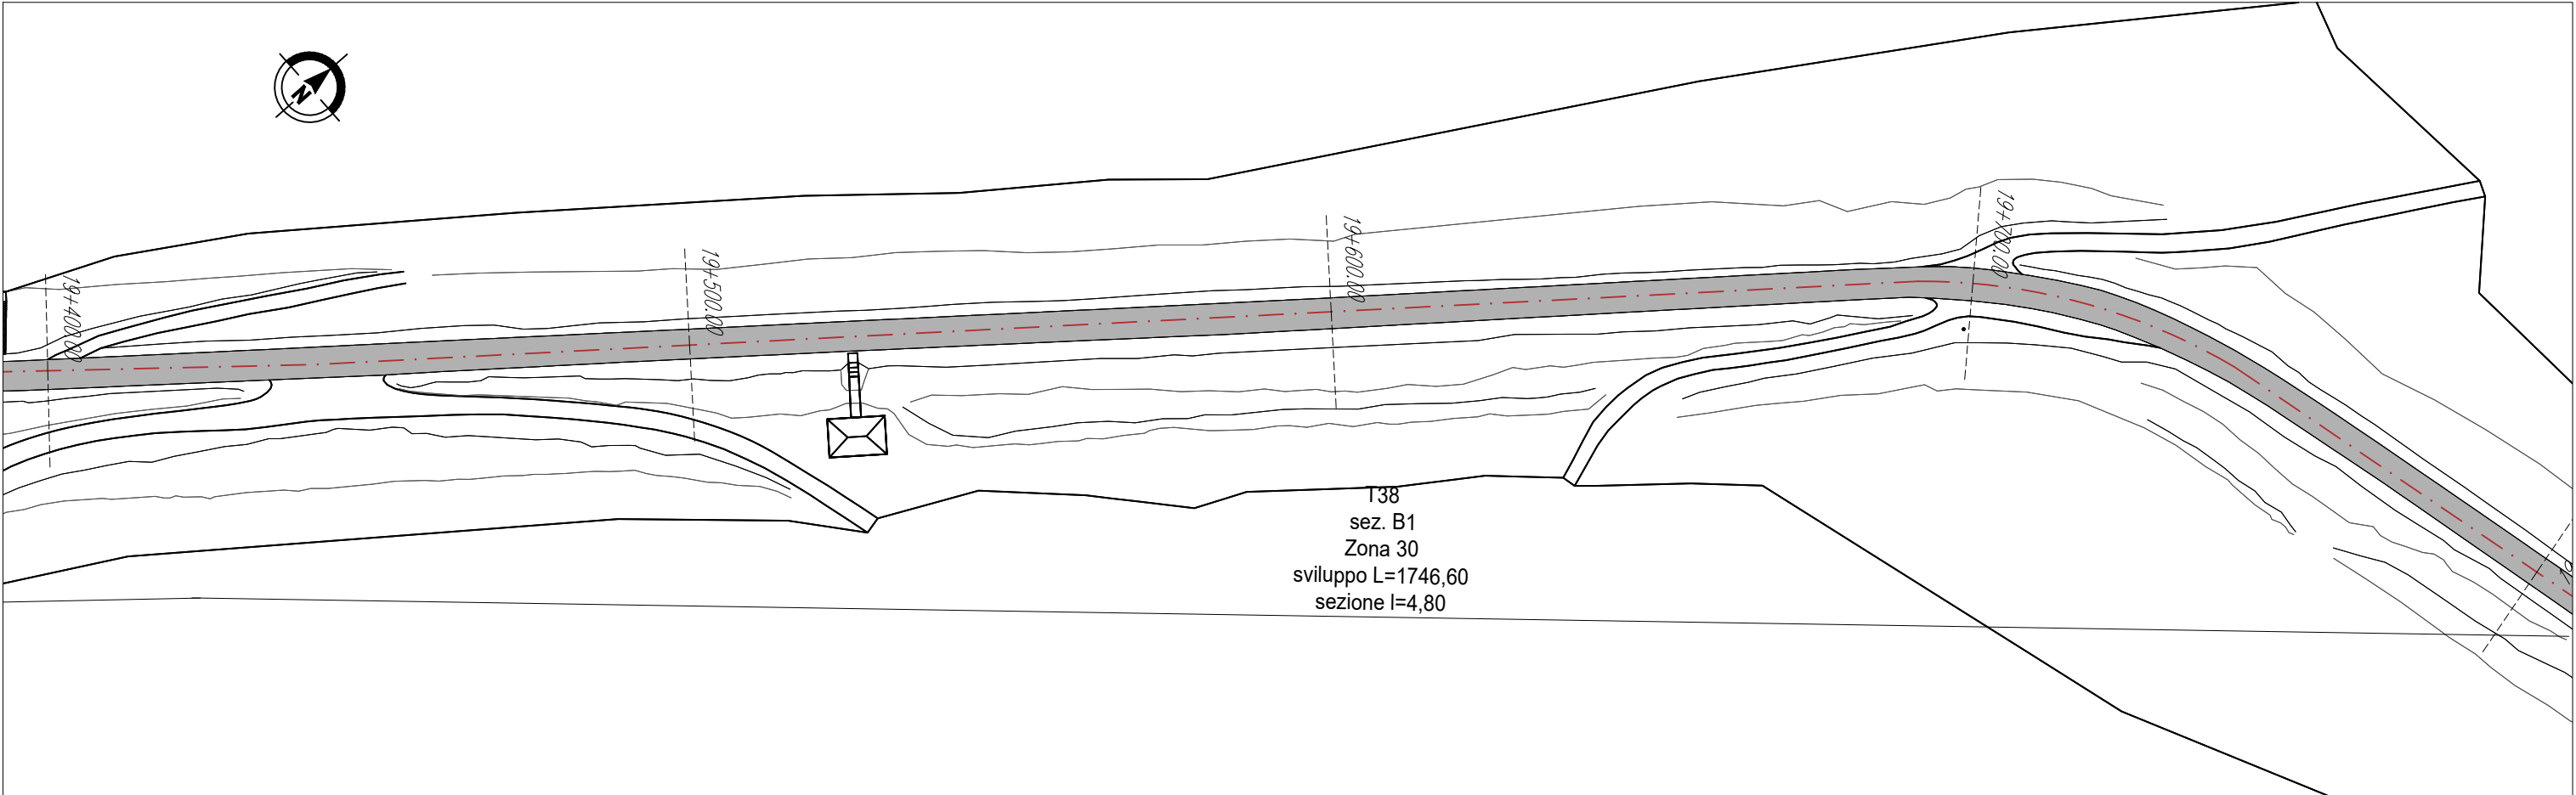 N
19+400.00
19+500.00
19+600.00
19+700.00
T38
sez. B1
Zona 30
sviluppo L=1746,60
sezione l=4,80